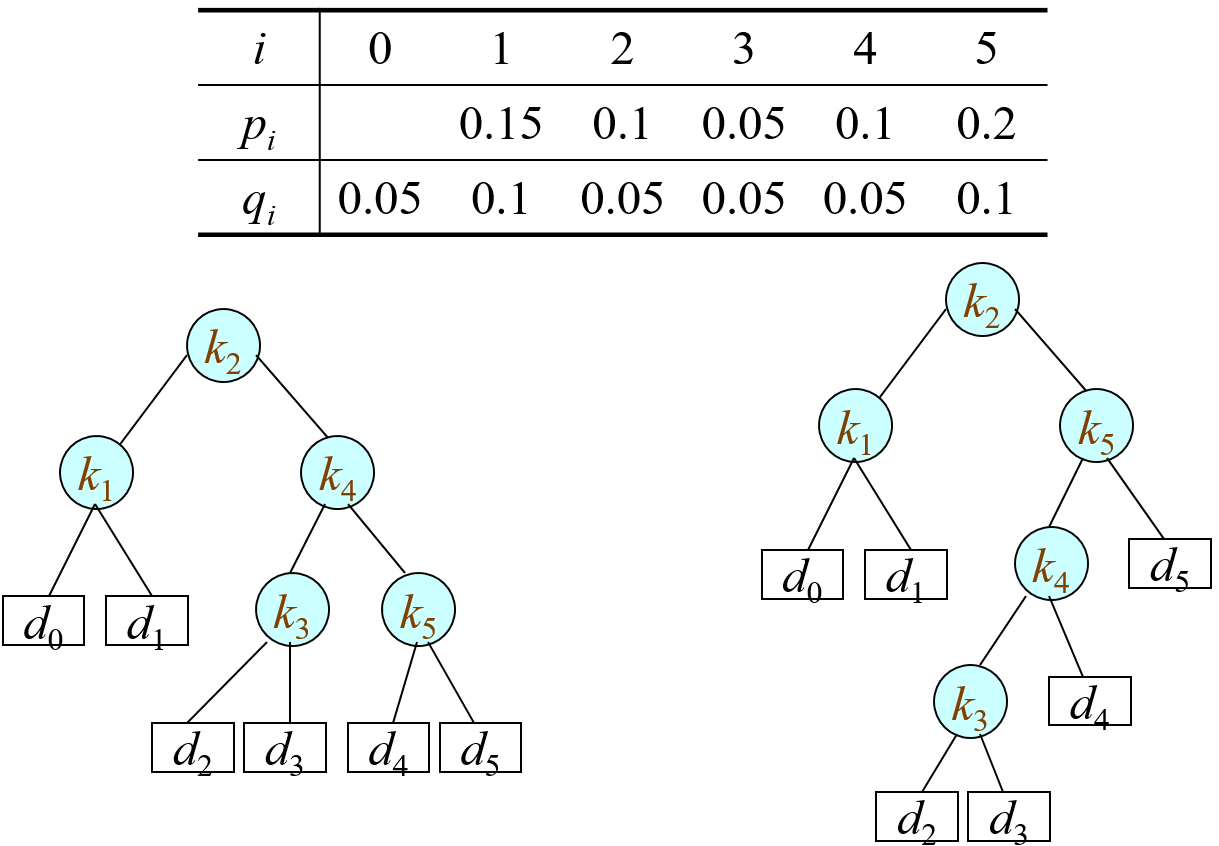 i 0 1 2 3 4 5
pᵢ 0.15 0.1 0.05 0.1 0.2
qᵢ 0.05 0.1 0.05 0.05 0.05 0.1
k₂
k₁ k₄
d₀ d₁ k₃ k₅
d₂ d₃ d₄ d₅
k₂
k₁ k₅
d₀ d₁ k₄ d₅
k₃ d₄
d₂ d₃